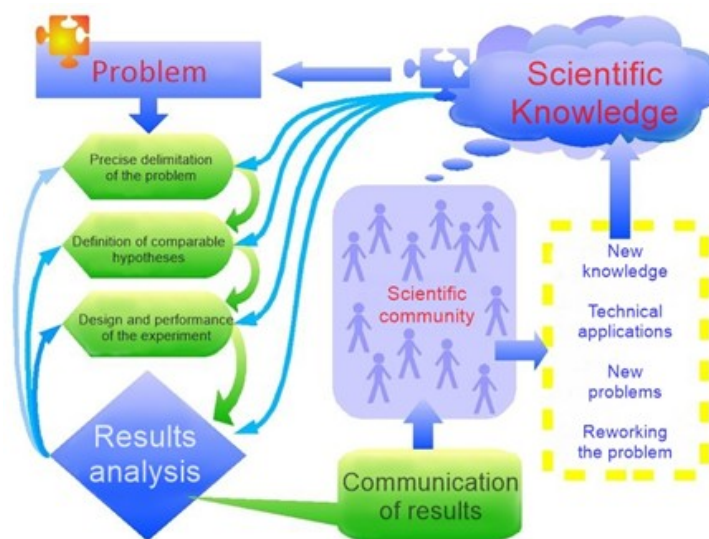 Problem
Scientific
Knowledge
Precise delimitation
of the problem
Definition of comparable
hypotheses
Design and performance
of the experiment
Results
analysis
Communication
of results
Scientific
community
New
knowledge
Technical
applications
New
problems
Reworking
the problem